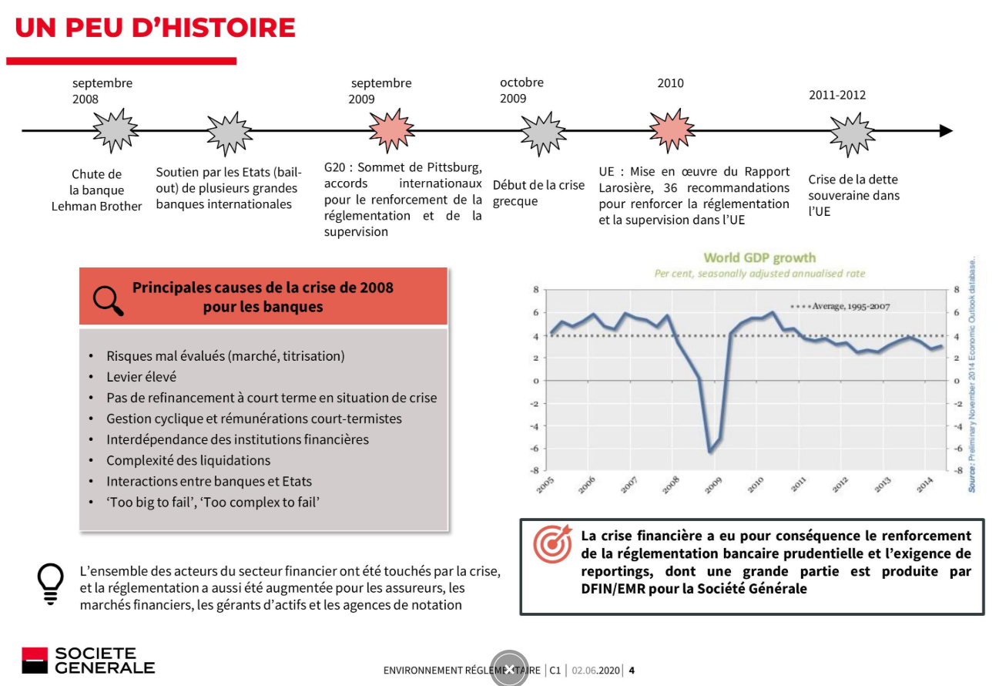 UN PEU D’HISTOIRE
septembre
2008
septembre
2009
octobre
2009
2010
2011-2012
Chute de
la banque
Lehman Brother
Soutien par les Etats (bail-
out) de plusieurs grandes
banques internationales
G20 : Sommet de Pittsburg,
accords internationaux
pour le renforcement de la
réglementation et de la
supervision
Début de la crise
grecque
UE : Mise en œuvre du Rapport
Larosière, 36 recommandations
pour renforcer la réglementation
et la supervision dans l’UE
Crise de la dette
souveraine dans
l’UE
Principales causes de la crise de 2008
pour les banques
• Risques mal évalués (marché, titrisation)
• Levier élevé
• Pas de refinancement à court terme en situation de crise
• Gestion cyclique et rémunérations court-termistes
• Interdépendance des institutions financières
• Complexité des liquidations
• Interactions entre banques et Etats
• ‘Too big to fail’, ‘Too complex to fail’
World GDP growth
Per cent, seasonally adjusted annualised rate
Average, 1995-2007
8 8
6 6
4 4
2 2
0 0
-2 -2
-4 -4
-6 -6
-8 -8
2005 2006 2007 2008 2009 2010 2011 2012 2013 2014
Source: Preliminary November 2014 Economic Outlook database..
L’ensemble des acteurs du secteur financier ont été touchés par la crise,
et la réglementation a aussi été augmentée pour les assureurs, les
marchés financiers, les gérants d’actifs et les agences de notation
La crise financière a eu pour conséquence le renforcement
de la réglementation bancaire prudentielle et l’exigence de
reportings, dont une grande partie est produite par
DFIN/EMR pour la Société Générale
SOCIETE
GENERALE
ENVIRONNEMENT RÉGLEMENTAIRE | C1 | 02.06.2020 | 4